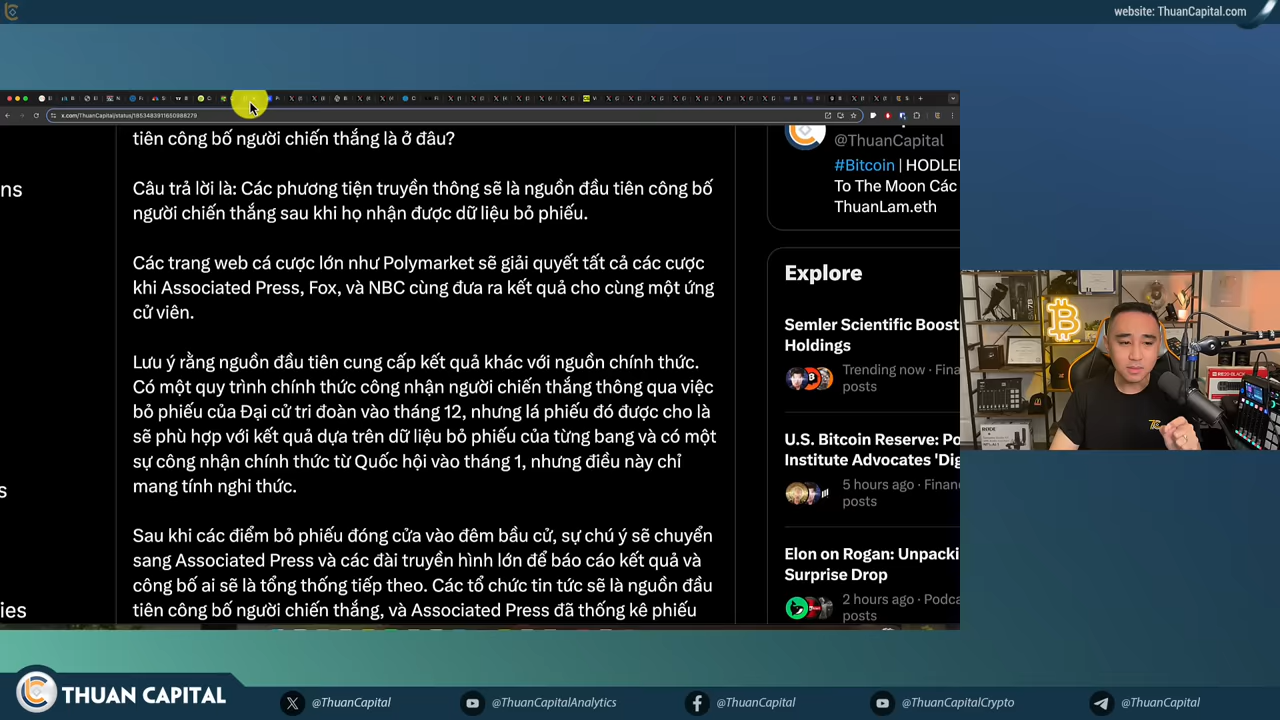 website: ThuanCapital.com
x.com/ThuanCapital/status/1853483911650988279
tiên công bố người chiến thắng là ở đâu?
Câu trả lời là: Các phương tiện truyền thông sẽ là nguồn đầu tiên công bố
người chiến thắng sau khi họ nhận được dữ liệu bỏ phiếu.
Các trang web cá cược lớn như Polymarket sẽ giải quyết tất cả các cược
khi Associated Press, Fox, và NBC cùng đưa ra kết quả cho cùng một ứng
cử viên.
Lưu ý rằng nguồn đầu tiên cung cấp kết quả khác với nguồn chính thức.
Có một quy trình chính thức công nhận người chiến thắng thông qua việc
bỏ phiếu của Đại cử tri đoàn vào tháng 12, nhưng lá phiếu đó được cho là
sẽ phù hợp với kết quả dựa trên dữ liệu bỏ phiếu của từng bang và có một
sự công nhận chính thức từ Quốc hội vào tháng 1, nhưng điều này chỉ
mang tính nghi thức.
Sau khi các điểm bỏ phiếu đóng cửa vào đêm bầu cử, sự chú ý sẽ chuyển
sang Associated Press và các đài truyền hình lớn để báo cáo kết quả và
công bố ai sẽ là tổng thống tiếp theo. Các tổ chức tin tức sẽ là nguồn đầu
tiên công bố người chiến thắng, và Associated Press đã thống kê phiếu
ns
s
ies
@ThuanCapital
#Bitcoin | HODLE
To The Moon Các
ThuanLam.eth
Explore
Semler Scientific Boost
Holdings
Trending now · Fina
posts
U.S. Bitcoin Reserve: Po
Institute Advocates 'Dig
5 hours ago · Financ
posts
Elon on Rogan: Unpacki
Surprise Drop
2 hours ago · Podca
posts
RØDE
RE20-BLACK
THUAN CAPITAL
@ThuanCapital
@ThuanCapitalAnalytics
@ThuanCapital
@ThuanCapitalCrypto
@ThuanCapital